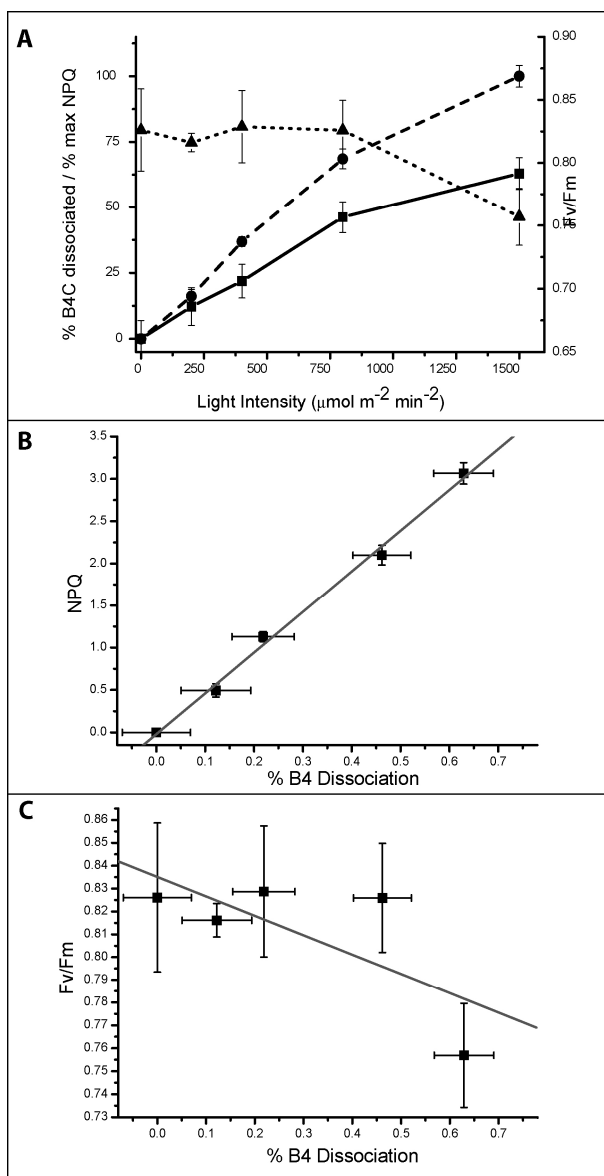 A
% B4C dissociated / % max NPQ
100
75
50
25
0
0.90
0.85
0.80
0.75
0.70
0.65
Fv/Fm
0 250 500 750 1000 1250 1500
Light Intensity (μmol m-2 min-2)
B
NPQ
3.5
3.0
2.5
2.0
1.5
1.0
0.5
0.0
0.0 0.1 0.2 0.3 0.4 0.5 0.6 0.7
% B4 Dissociation
C
Fv/Fm
0.86
0.85
0.84
0.83
0.82
0.81
0.80
0.79
0.78
0.77
0.76
0.75
0.74
0.73
0.0 0.1 0.2 0.3 0.4 0.5 0.6 0.7
% B4 Dissociation